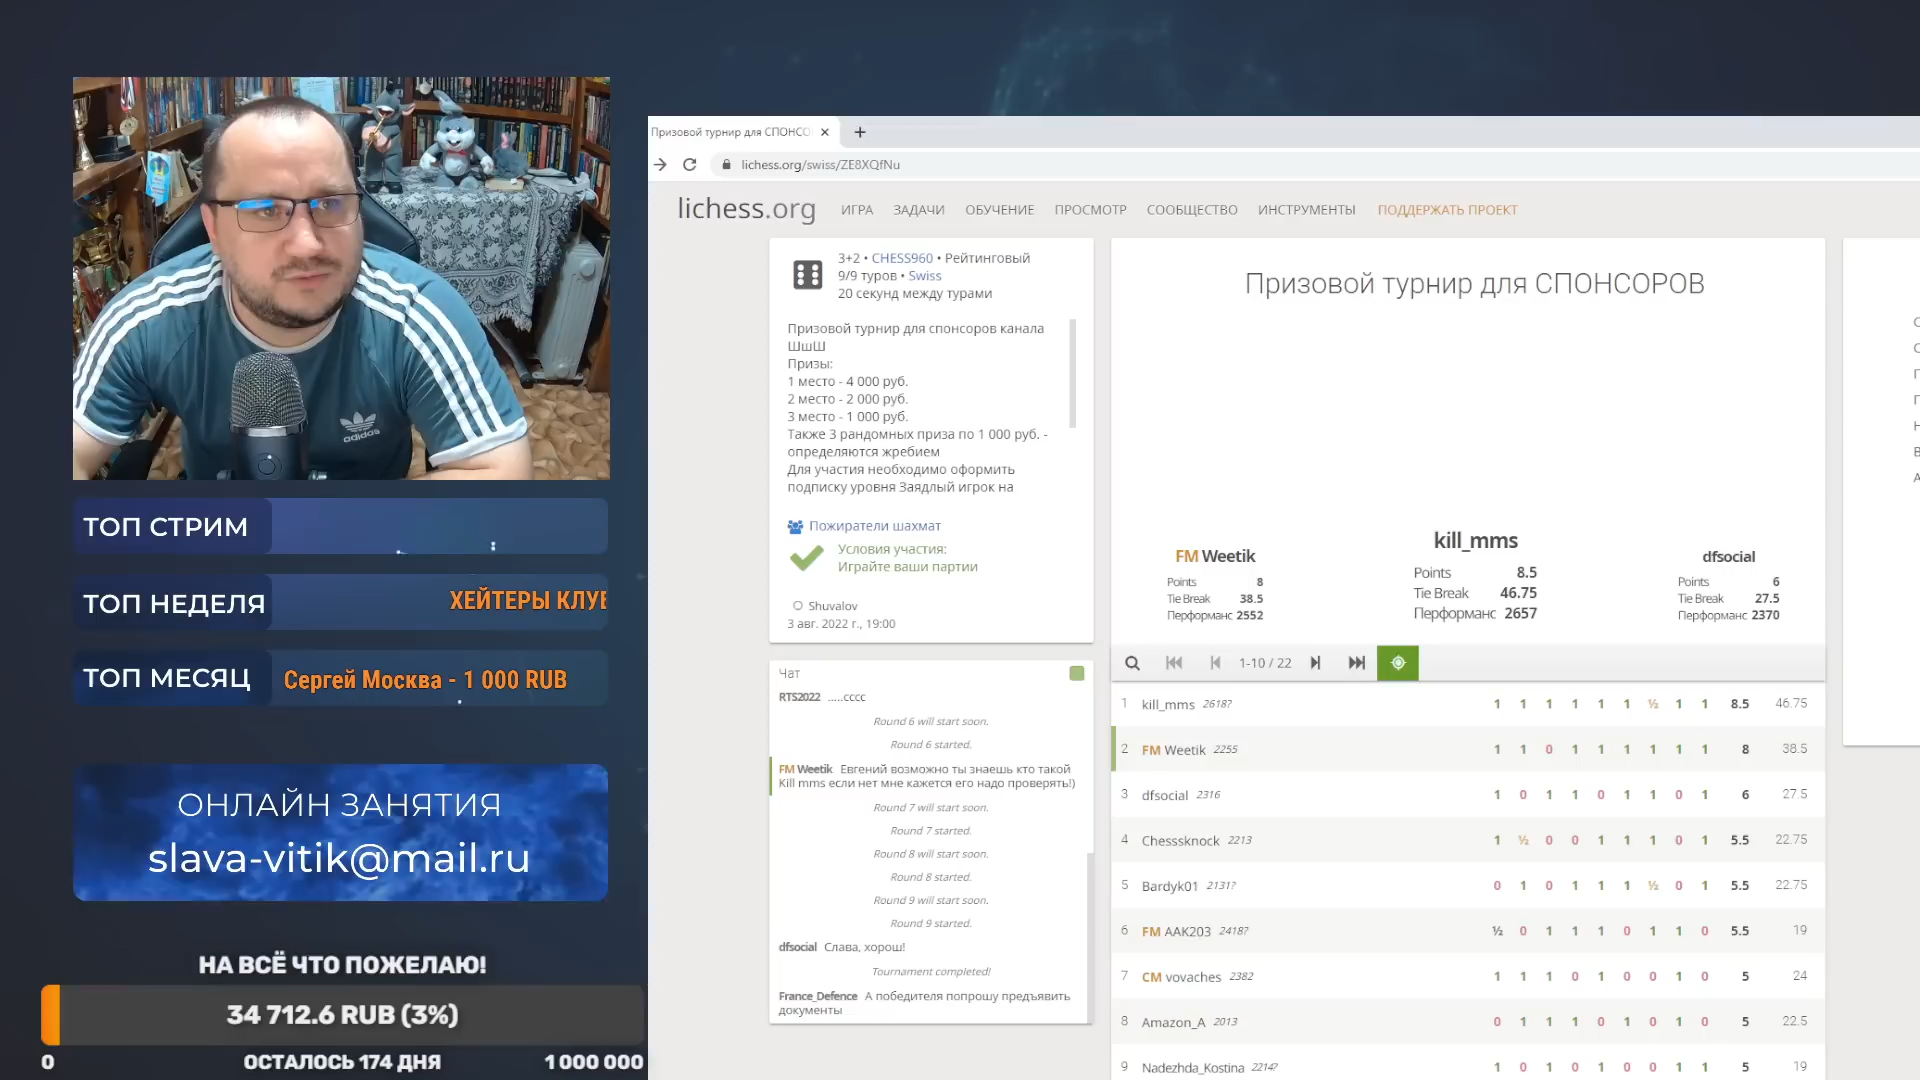 adidas
ТОП СТРИМ
ТОП НЕДЕЛЯ
ХЕЙТЕРЫ КЛУБ
ТОП МЕСЯЦ
Сергей Москва - 1 000 RUB
ОНЛАЙН ЗАНЯТИЯ
slava-vitik@mail.ru
НА ВСЁ ЧТО ПОЖЕЛАЮ!
34 712.6 RUB (3%)
0 ОСТАЛОСЬ 174 ДНЯ 1 000 000
Призовой турнир для СПОНСО
lichess.org/swiss/ZE8XQfNu
lichess.org ИГРА ЗАДАЧИ ОБУЧЕНИЕ ПРОСМОТР СООБЩЕСТВО ИНСТРУМЕНТЫ ПОДДЕРЖАТЬ ПРОЕКТ
3+2 • CHESS960 • Рейтинговый
9/9 туров • Swiss
20 секунд между турами
Призовой турнир для спонсоров канала
ШшШ
Призы:
1 место - 4 000 руб.
2 место - 2 000 руб.
3 место - 1 000 руб.
Также 3 рандомных приза по 1 000 руб. -
определяются жребием
Для участия необходимо оформить
подписку уровня Заядлый игрок на
Пожиратели шахмат
Условия участия:
Играйте ваши партии
Shuvalov
3 авг. 2022 г., 19:00
Чат
RTS2022 .....сссс
Round 6 will start soon.
Round 6 started.
FM Weetik Евгений возможно ты знаешь кто такой
Kill mms если нет мне кажется его надо проверять!)
Round 7 will start soon.
Round 7 started.
Round 8 will start soon.
Round 8 started.
Round 9 will start soon.
Round 9 started.
dfsocial Слава, хорош!
Tournament completed!
France_Defence А победителя попрошу предъявить
документы
Призовой турнир для СПОНСОРОВ
FM Weetik
Points 8
Tie Break 38.5
Перформанс 2552
kill_mms
Points 8.5
Tie Break 46.75
Перформанс 2657
dfsocial
Points 6
Tie Break 27.5
Перформанс 2370
1-10 / 22
1 kill_mms 2618? 1 1 1 1 1 1 ½ 1 1 8.5 46.75
2 FM Weetik 2255 1 1 0 1 1 1 1 1 1 8 38.5
3 dfsocial 2316 1 0 1 1 0 1 1 0 1 6 27.5
4 Chesssknock 2213 1 ½ 0 0 1 1 1 0 1 5.5 22.75
5 Bardyk01 2131? 0 1 0 1 1 1 ½ 0 1 5.5 22.75
6 FM AAK203 2418? ½ 0 1 1 1 0 1 1 0 5.5 19
7 CM vovaches 2382 1 1 1 0 1 0 0 1 0 5 24
8 Amazon_A 2013 0 1 1 1 0 1 0 1 0 5 22.5
9 Nadezhda_Kostina 2214? 1 0 1 0 1 0 0 1 1 5 19